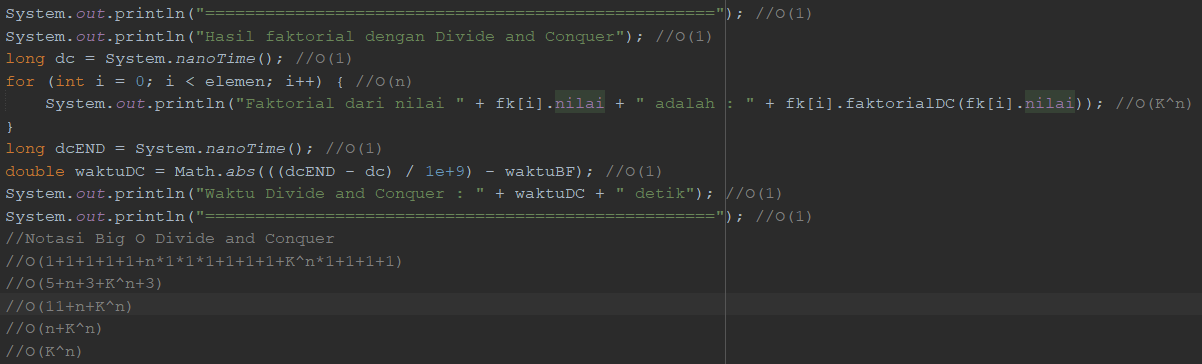 System.out.println("==================================================="); //O(1)
System.out.println("Hasil faktorial dengan Divide and Conquer"); //O(1)
long dc = System.nanoTime(); //O(1)
for (int i = 0; i < elemen; i++) { //O(n)
    System.out.println("Faktorial dari nilai " + fk[i].nilai + " adalah : " + fk[i].faktorialDC(fk[i].nilai)); //O(K^n)
}
long dcEND = System.nanoTime(); //O(1)
double waktuDC = Math.abs(((dcEND - dc) / 1e+9) - waktuBF); //O(1)
System.out.println("Waktu Divide and Conquer : " + waktuDC + " detik"); //O(1)
System.out.println("==================================================="); //O(1)
//Notasi Big O Divide and Conquer
//O(1+1+1+1+1+n*1*1*1+1+1+1+K^n*1+1+1+1)
//O(5+n+3+K^n+3)
//O(11+n+K^n)
//O(n+K^n)
//O(K^n)